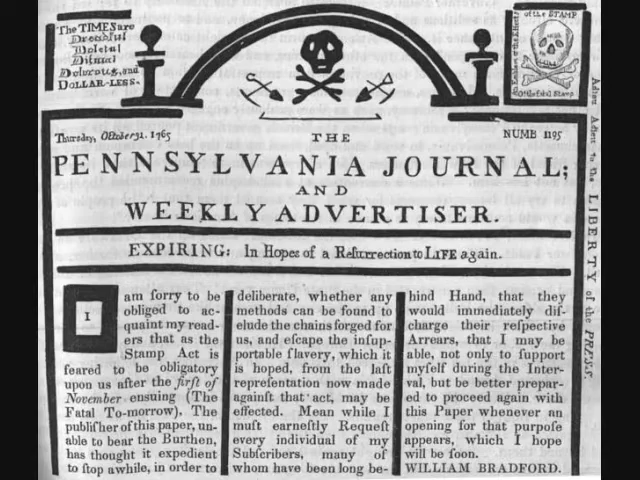 The TIMES are
Dreadful
Doleful
Dismal
Dolorous, and
DOLLAR-LESS.
of the STAMP
Thursday, October 31. 1765
THE
NUMB 1195
PENNSYLVANIA JOURNAL;
AND
WEEKLY ADVERTISER.
EXPIRING: In Hopes of a Resurrection to LIFE again.
I am ſorry to be
obliged to ac-
quaint my read-
ers that as the
Stamp Act is
feared to be obligatory
upon us after the firſt of
November enſuing (The
Fatal To-morrow), The
publiſher of this paper, un-
able to bear the Burthen,
has thought it expedient
to ſtop awhile, in order to
deliberate, whether any
methods can be found to
elude the chains forged for
us, and eſcape the inſup-
portable ſlavery, which it
is hoped, from the laſt
repreſentation now made
againſt that act, may be
effected. Mean while I
muſt earneſtly Requeſt
every individual of my
Subſcribers, many of
whom have been long be-
hind Hand, that they
would immediately diſ-
charge their reſpective
Arrears, that I may be
able, not only to ſupport
myſelf during the Inter-
val, but be better prepar-
ed to proceed again with
this Paper whenever an
opening for that purpoſe
appears, which I hope
will be ſoon.
WILLIAM BRADFORD.
Adieu Adieu to the LIBERTY of the PRESS.